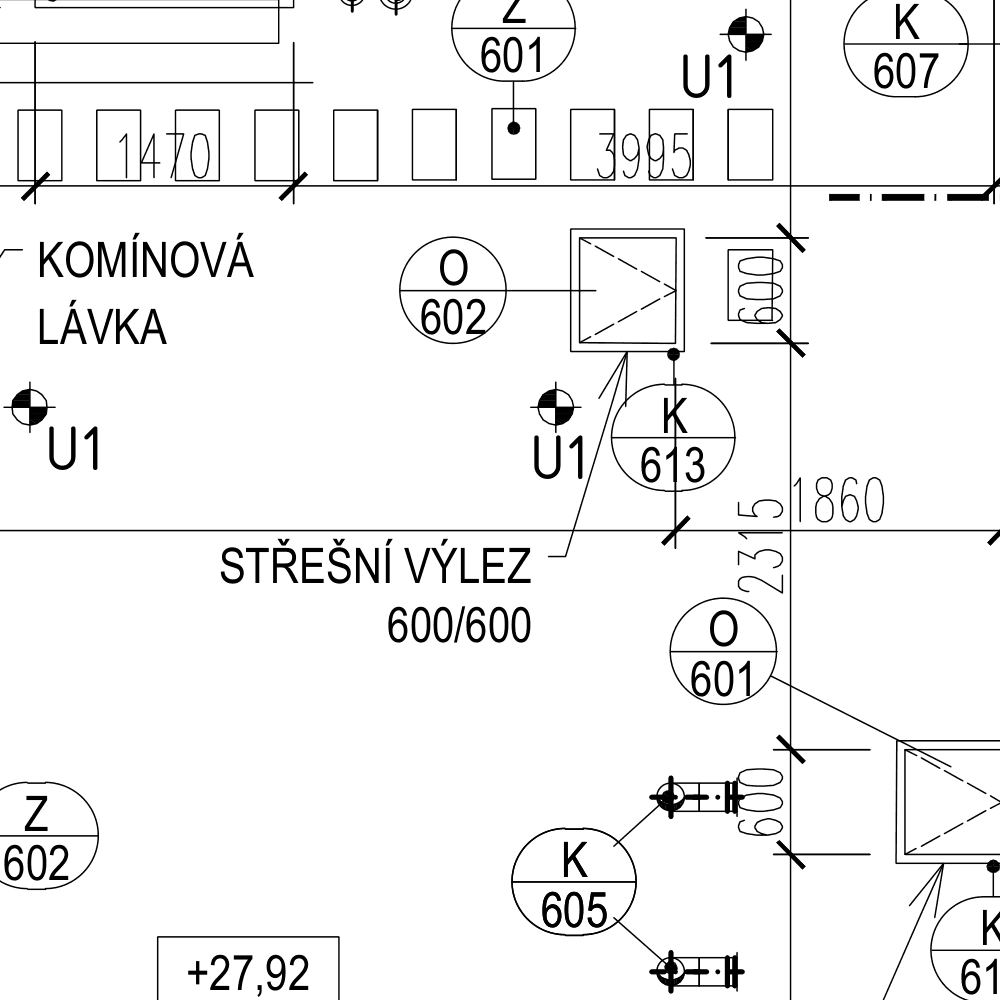 Z
601
K
607
U1
1470
3995
KOMÍNOVÁ
LÁVKA
O
602
600
K
613
U1
U1
1860
2315
STŘEŠNÍ VÝLEZ
600/600
O
601
600
Z
602
K
605
K
+27,92